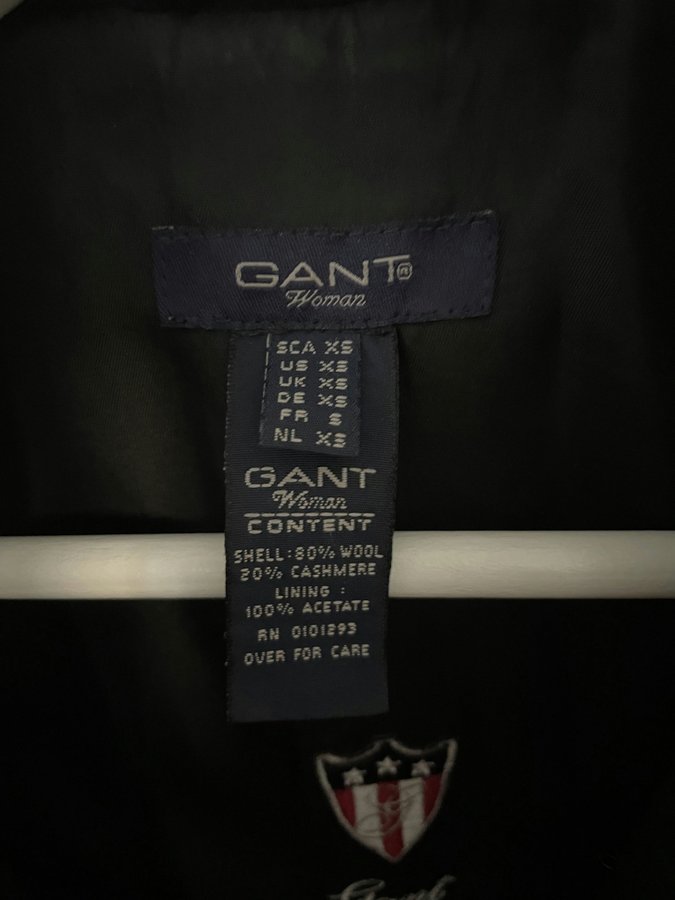 GANT®
Woman
SCA XS
US XS
UK XS
DE XS
FR S
NL XS
GANT
Woman
CONTENT
SHELL:80% WOOL
20% CASHMERE
LINING :
100% ACETATE
RN 0101293
OVER FOR CARE
G
Gant